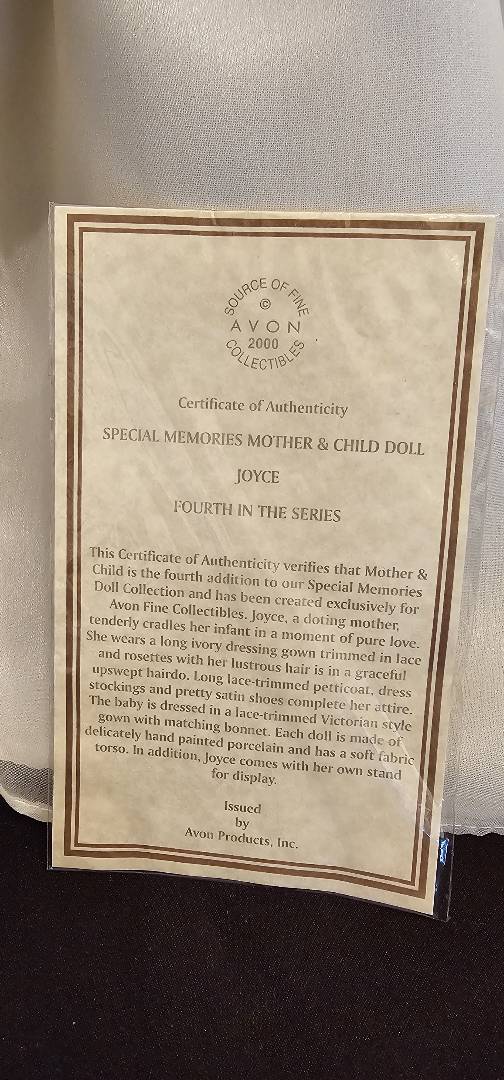 SOURCE OF FINE
©
AVON
2000
COLLECTIBLES
Certificate of Authenticity
SPECIAL MEMORIES MOTHER & CHILD DOLL
JOYCE
FOURTH IN THE SERIES
This Certificate of Authenticity verifies that Mother &
Child is the fourth addition to our Special Memories
Doll Collection and has been created exclusively for
Avon Fine Collectibles. Joyce, a doting mother,
tenderly cradles her infant in a moment of pure love.
She wears a long ivory dressing gown trimmed in lace
and rosettes with her lustrous hair is in a graceful
upswept hairdo. Long lace-trimmed petticoat, dress
stockings and pretty satin shoes complete her attire.
The baby is dressed in a lace-trimmed Victorian style
gown with matching bonnet. Each doll is made of
delicately hand painted porcelain and has a soft fabric
torso. In addition, Joyce comes with her own stand
for display.
Issued
by
Avon Products, Inc.